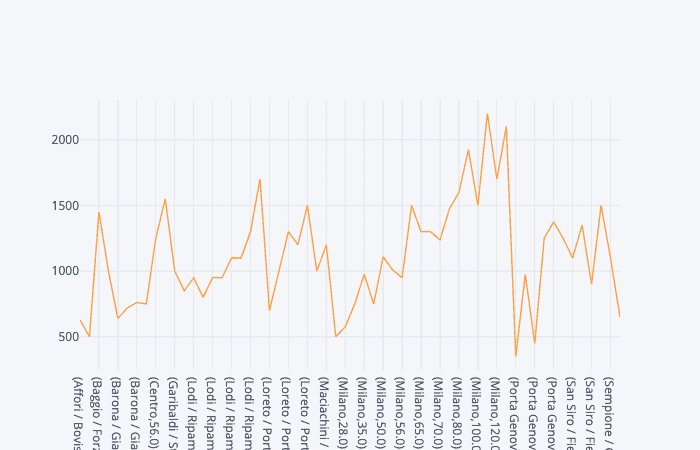 2000
1500
1000
500
(Affori / Bovis
(Baggio / Forz
(Barona / Gia
(Barona / Gia
(Centro,56.0)
(Garibaldi / S
(Lodi / Ripam
(Lodi / Ripam
(Lodi / Ripam
(Lodi / Ripam
(Loreto / Port
(Loreto / Port
(Loreto / Port
(Maciachini /
(Milano,28.0)
(Milano,35.0)
(Milano,50.0)
(Milano,56.0)
(Milano,65.0)
(Milano,70.0)
(Milano,80.0)
(Milano,100.0
(Milano,120.0
(Porta Genov
(Porta Genov
(Porta Genov
(San Siro / Fie
(San Siro / Fie
(Sempione /